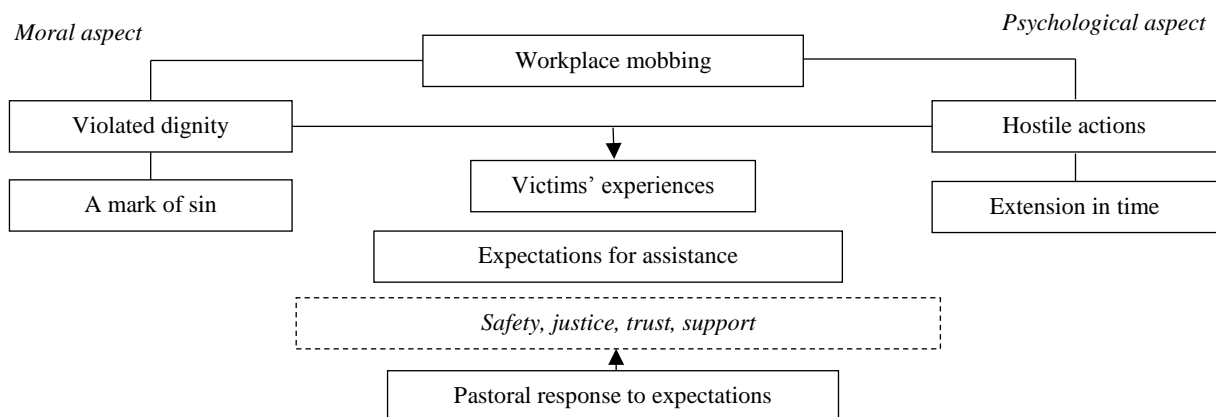 Moral aspect
Psychological aspect
Workplace mobbing
Violated dignity
Hostile actions
Victims’ experiences
A mark of sin
Extension in time
Expectations for assistance
Safety, justice, trust, support
Pastoral response to expectations